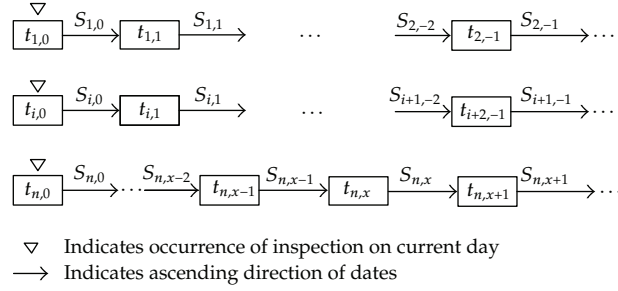 S1,0 S1,1 S2,−2 S2,−1
t1,0 t1,1 ... t2,−1 ...
Si,0 Si,1 Si+1,−2 Si+1,−1
ti,0 ti,1 ... ti+2,−1 ...
Sn,0 Sn,x−2 Sn,x−1 Sn,x Sn,x+1
tn,0 ... tn,x−1 tn,x tn,x+1 ...
Indicates occurrence of inspection on current day
Indicates ascending direction of dates